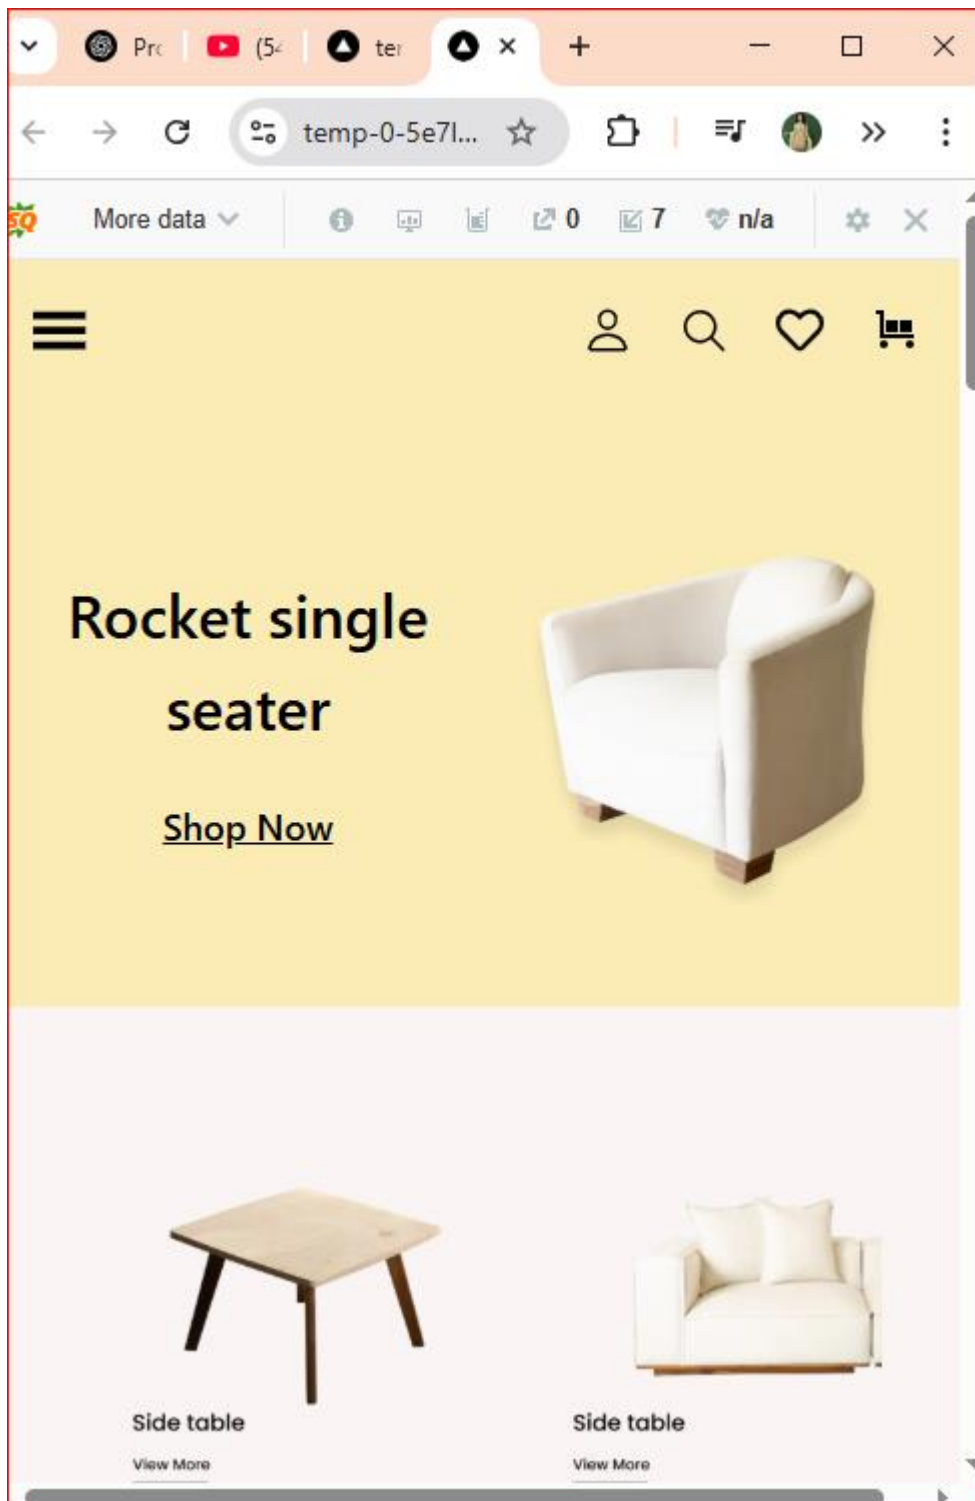 Pro
(54
ter
temp-0-5e7l...
SQ
More data
0
7
n/a
Rocket single
seater
Shop Now
Side table
Side table
View More
View More